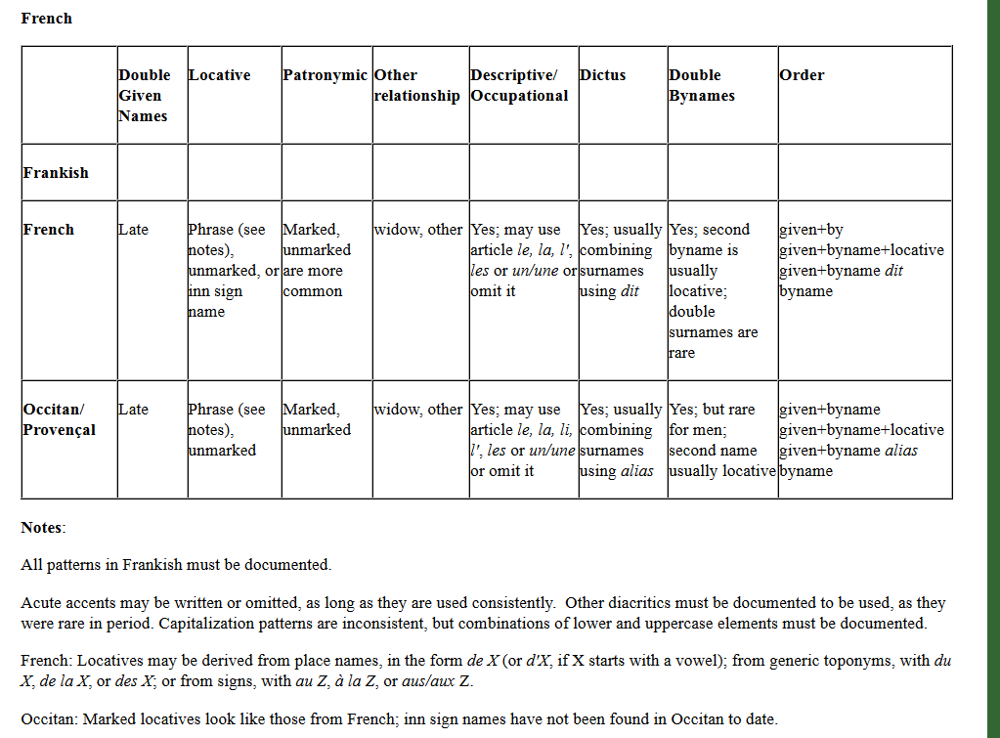 French
Double Given Names
Locative
Patronymic
Other relationship
Descriptive/ Occupational
Dictus
Double Bynames
Order
Frankish
French
Late
Phrase (see notes), unmarked, or inn sign name
Marked, unmarked are more common
widow, other
Yes; may use article le, la, l', les or un/une or omit it
Yes; usually combining surnames using dit
Yes; second byname is usually locative; double surnames are rare
given+by
given+byname+locative
given+byname dit byname
Occitan/ Provençal
Late
Phrase (see notes), unmarked
Marked, unmarked
widow, other
Yes; may use article le, la, li, l', les or un/une or omit it
Yes; usually combining surnames using alias
Yes; but rare for men; second name usually locative
given+byname
given+byname+locative
given+byname alias byname
Notes:
All patterns in Frankish must be documented.
Acute accents may be written or omitted, as long as they are used consistently.  Other diacritics must be documented to be used, as they
were rare in period. Capitalization patterns are inconsistent, but combinations of lower and uppercase elements must be documented.
French: Locatives may be derived from place names, in the form de X (or d'X, if X starts with a vowel); from generic toponyms, with du
X, de la X, or des X; or from signs, with au Z, à la Z, or aus/aux Z.
Occitan: Marked locatives look like those from French; inn sign names have not been found in Occitan to date.